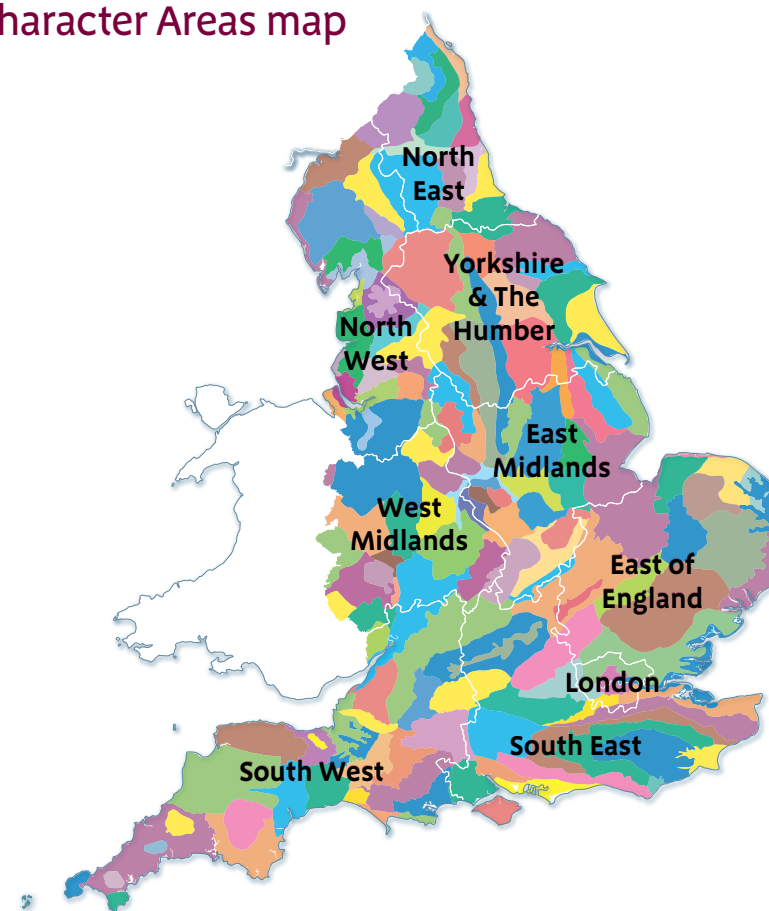 haracter Areas map
North
East
Yorkshire
& The
Humber
North
West
East
Midlands
West
Midlands
East of
England
London
South East
South West